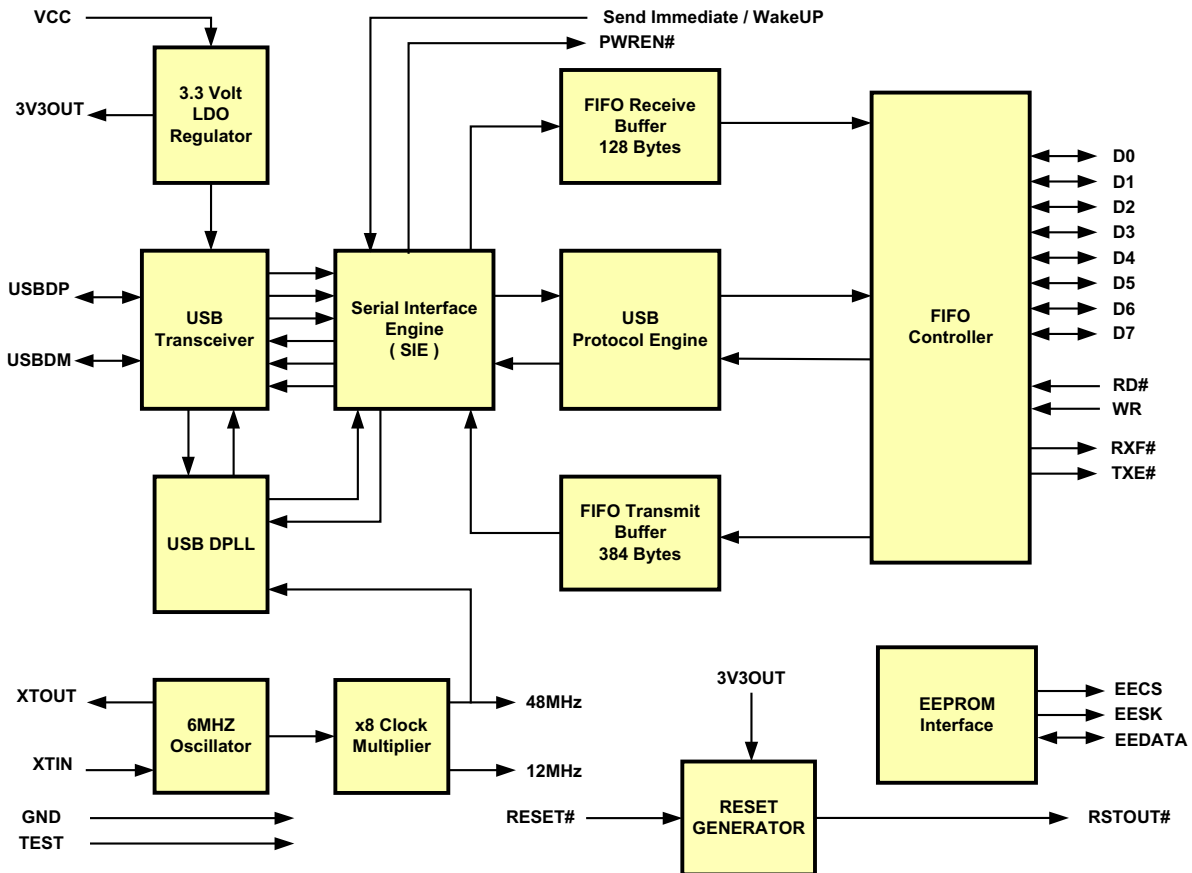 VCC
Send Immediate / WakeUP
PWREN#
3.3 Volt
LDO
Regulator
3V3OUT
FIFO Receive
Buffer
128 Bytes
D0
D1
D2
D3
D4
D5
D6
D7
USBDP
USBDM
USB
Transceiver
Serial Interface
Engine
( SIE )
USB
Protocol Engine
FIFO
Controller
RD#
WR
RXF#
TXE#
USB DPLL
FIFO Transmit
Buffer
384 Bytes
XTOUT
XTIN
6MHZ
Oscillator
x8 Clock
Multiplier
48MHz
12MHz
3V3OUT
EEPROM
Interface
EECS
EESK
EEDATA
GND
TEST
RESET#
RESET
GENERATOR
RSTOUT#